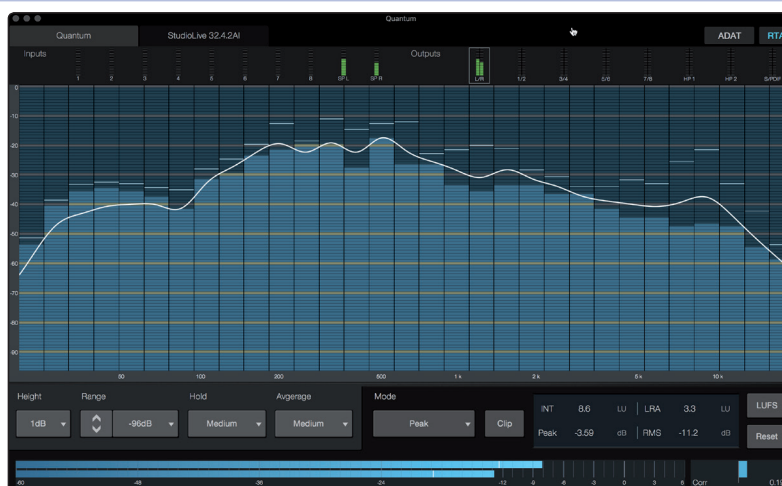 Quantum
Quantum StudioLive 32.4.2AI ADAT RTA
Inputs Outputs
1 2 3 4 5 6 7 8 SP L SP R L/R 1/2 3/4 5/6 7/8 HP 1 HP 2 S/PDIF
0
-10
-20
-30
-40
-50
-60
-70
-80
-90
50 100 200 500 1 k 2 k 5 k 10 k
Height Range Hold Avgerage Mode
1dB -96dB Medium Medium Peak Clip
INT 8.6 LU LRA 3.3 LU LUFS
Peak -3.59 dB RMS -11.2 dB Reset
-60 -48 -36 -24 -12 -9 -6 -3 0 3 6 Corr